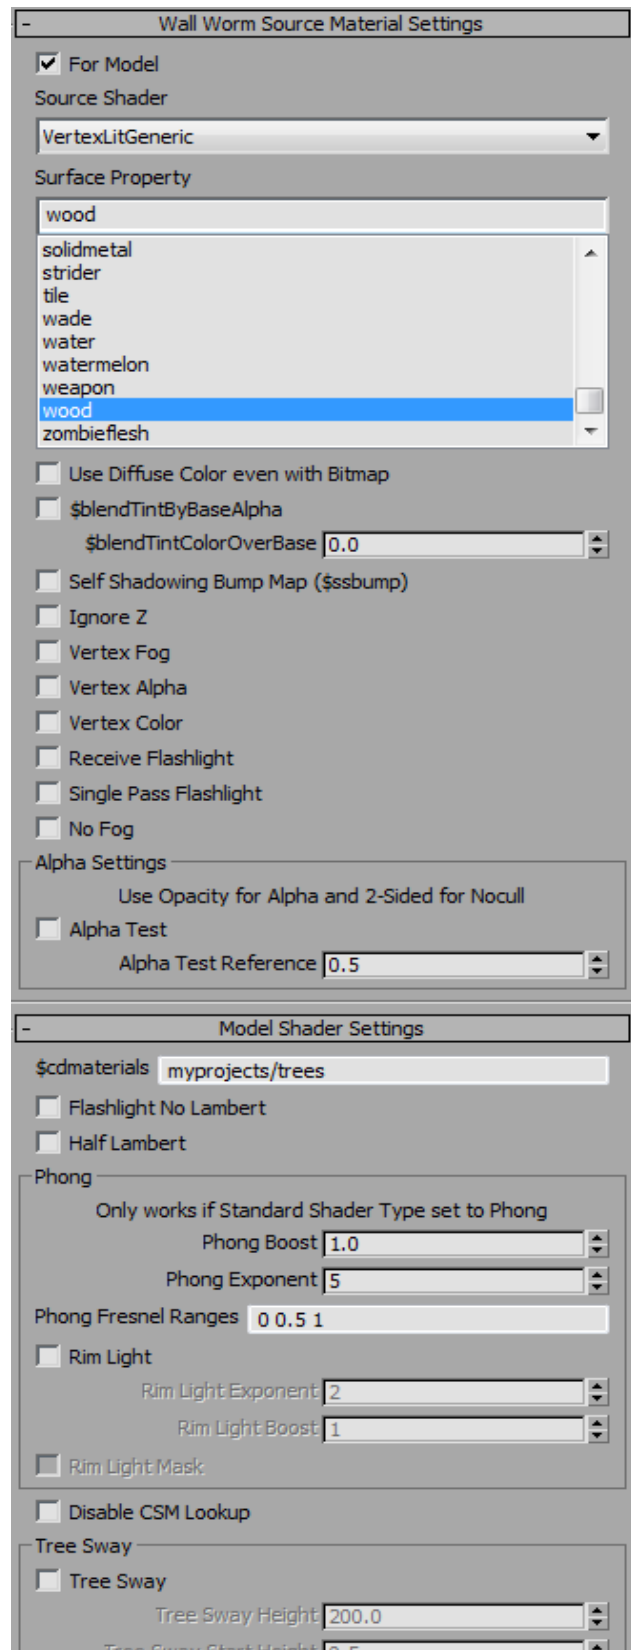 - Wall Worm Source Material Settings
For Model
Source Shader
VertexLitGeneric
Surface Property
wood
solidmetal
strider
tile
wade
water
watermelon
weapon
wood
zombieflesh
Use Diffuse Color even with Bitmap
$blendTintByBaseAlpha
$blendTintColorOverBase 0.0
Self Shadowing Bump Map ($ssbump)
Ignore Z
Vertex Fog
Vertex Alpha
Vertex Color
Receive Flashlight
Single Pass Flashlight
No Fog
Alpha Settings
Use Opacity for Alpha and 2-Sided for Nocull
Alpha Test
Alpha Test Reference 0.5
- Model Shader Settings
$cdmaterials myprojects/trees
Flashlight No Lambert
Half Lambert
Phong
Only works if Standard Shader Type set to Phong
Phong Boost 1.0
Phong Exponent 5
Phong Fresnel Ranges 0 0.5 1
Rim Light
Rim Light Exponent 2
Rim Light Boost 1
Rim Light Mask
Disable CSM Lookup
Tree Sway
Tree Sway
Tree Sway Height 200.0
Tree Sway Start Height